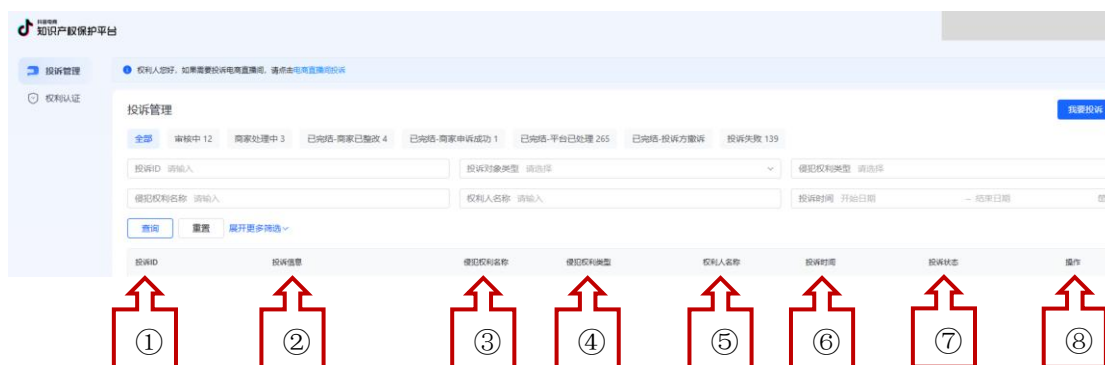 抖音电商
知识产权保护平台
投诉管理
权利认证
权利人您好，如果需要投诉电商直播间，请点击电商直播间投诉
投诉管理
我要投诉
全部 审核中 12 商家处理中 3 已完结-商家已整改 4 已完结-商家申诉成功 1 已完结-平台已处理 265 已完结-投诉方撤诉 投诉失败 139
投诉ID 请输入 投诉对象类型 请选择 侵犯权利类型 请选择
侵犯权利名称 请输入 权利人名称 请输入 投诉时间 开始日期 – 结束日期
查询 重置 展开更多筛选
投诉ID 投诉信息 侵犯权利名称 侵犯权利类型 权利人名称 投诉时间 投诉状态 操作
① ② ③ ④ ⑤ ⑥ ⑦ ⑧